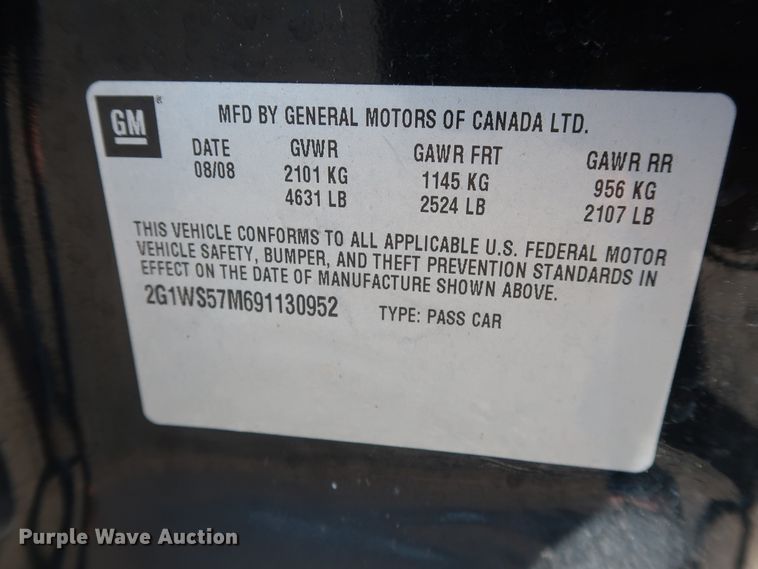 GM
MFD BY GENERAL MOTORS OF CANADA LTD.
DATE GVWR GAWR FRT GAWR RR
08/08 2101 KG 1145 KG 956 KG
4631 LB 2524 LB 2107 LB
THIS VEHICLE CONFORMS TO ALL APPLICABLE U.S. FEDERAL MOTOR
VEHICLE SAFETY, BUMPER, AND THEFT PREVENTION STANDARDS IN
EFFECT ON THE DATE OF MANUFACTURE SHOWN ABOVE.
2G1WS57M691130952 TYPE: PASS CAR
Purple Wave Auction